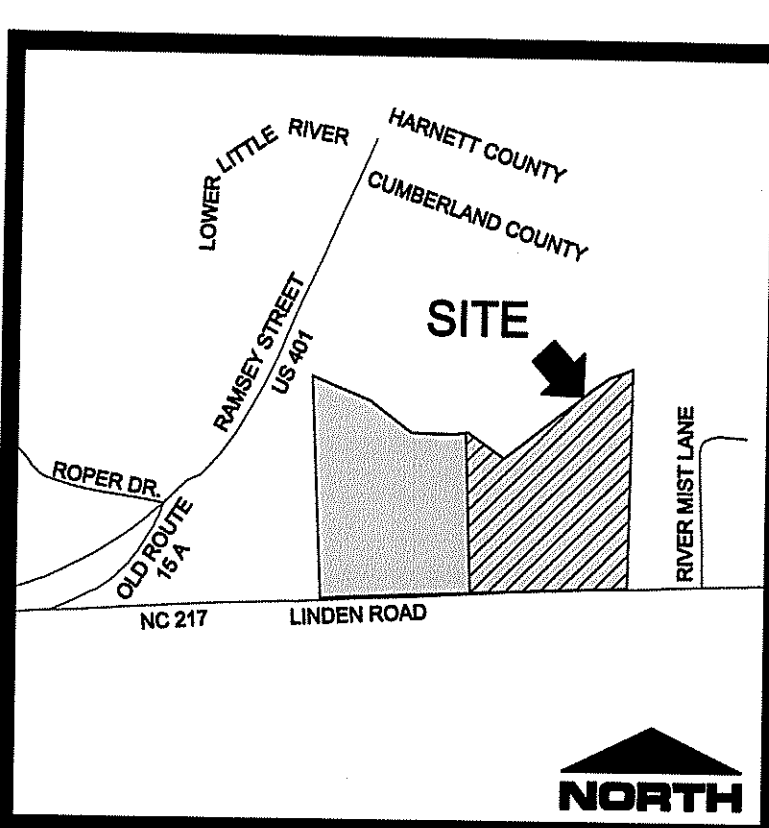 LOWER LITTLE RIVER
HARNETT COUNTY
CUMBERLAND COUNTY
RAMSEY STREET
US 401
SITE
ROPER DR.
OLD ROUTE
15 A
RIVER MIST LANE
NC 217
LINDEN ROAD
NORTH